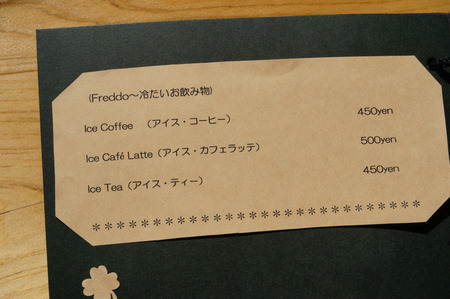 (Freddo～冷たいお飲み物)
Ice Coffee （アイス・コーヒー） 450yen
Ice Café Latte（アイス・カフェラッテ） 500yen
Ice Tea（アイス・ティー） 450yen
＊＊＊＊＊＊＊＊＊＊＊＊＊＊＊＊＊＊＊＊＊＊＊＊＊＊＊＊＊